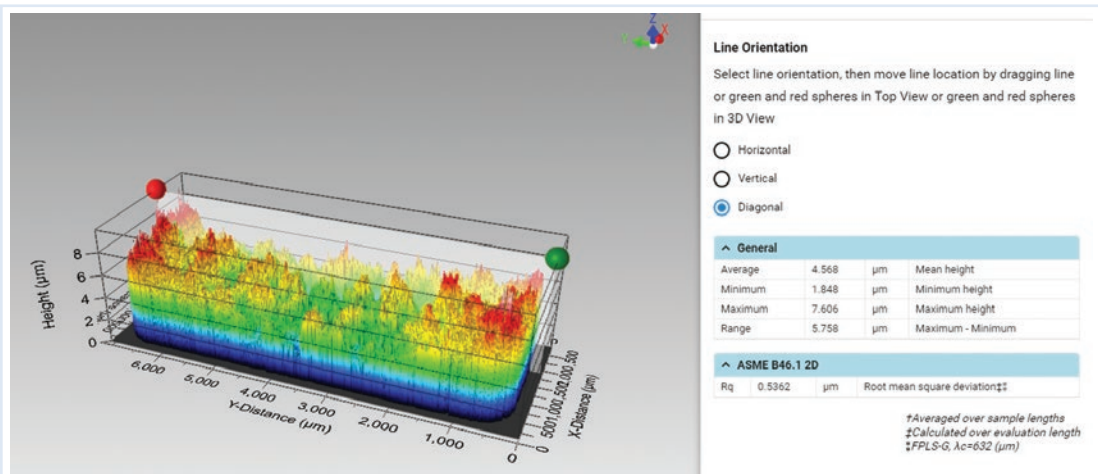 Z
X
Y
Line Orientation
Select line orientation, then move line location by dragging line
or green and red spheres in Top View or green and red spheres
in 3D View
Horizontal
Vertical
Diagonal
General
Average 4.568 µm Mean height
Minimum 1.848 µm Minimum height
Maximum 7.606 µm Maximum height
Range 5.758 µm Maximum - Minimum
ASME B46.1 2D
Rq 0.5362 µm Root mean square deviation‡‡
†Averaged over sample lengths
‡Calculated over evaluation length
‡FPLS-G, λc=632 (µm)
Height (µm)
8
6
4
2
0
6,000
5,000
4,000
3,000
2,000
1,000
0
Y-Distance (µm)
X-Distance (µm)
0